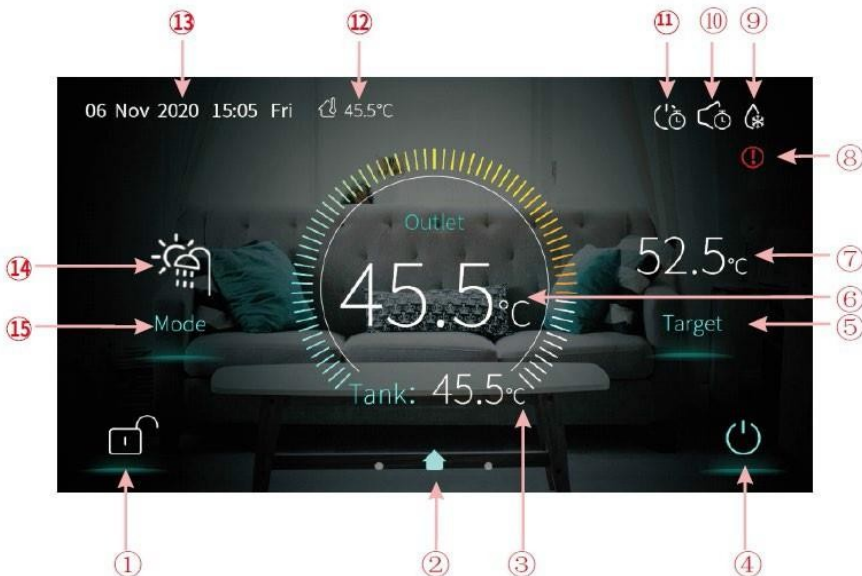 ⑬ ⑫ ⑪ ⑩ ⑨
06 Nov 2020 15:05 Fri 45.5°C
⑧
Outlet
52.5°C ⑦
⑭
45.5°C ⑥
⑮ Mode Target ⑤
Tank: 45.5°C
① ② ③ ④